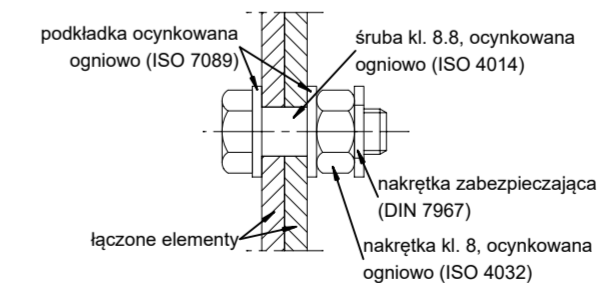 podkładka ocynkowana
ogniowo (ISO 7089)
śruba kl. 8.8, ocynkowana
ogniowo (ISO 4014)
nakrętka zabezpieczająca
(DIN 7967)
łączone elementy
nakrętka kl. 8, ocynkowana
ogniowo (ISO 4032)